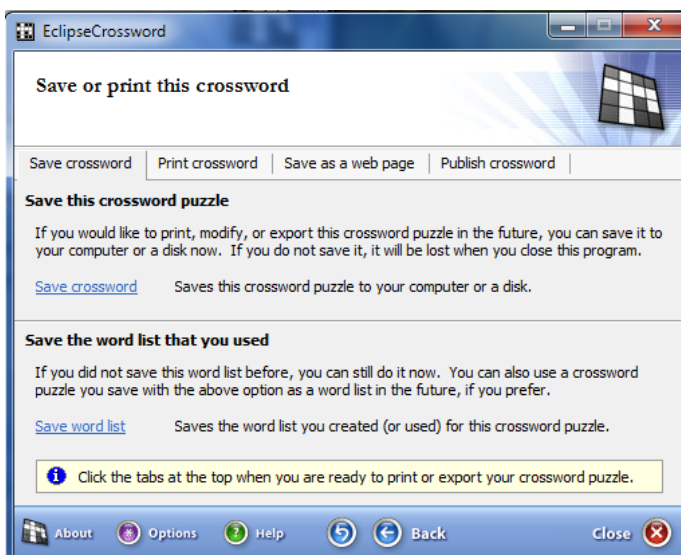 EclipseCrossword
Save or print this crossword
Save crossword Print crossword Save as a web page Publish crossword
Save this crossword puzzle
If you would like to print, modify, or export this crossword puzzle in the future, you can save it to
your computer or a disk now. If you do not save it, it will be lost when you close this program.
Save crossword Saves this crossword puzzle to your computer or a disk.
Save the word list that you used
If you did not save this word list before, you can still do it now. You can also use a crossword
puzzle you save with the above option as a word list in the future, if you prefer.
Save word list Saves the word list you created (or used) for this crossword puzzle.
Click the tabs at the top when you are ready to print or export your crossword puzzle.
About Options Help Back Close